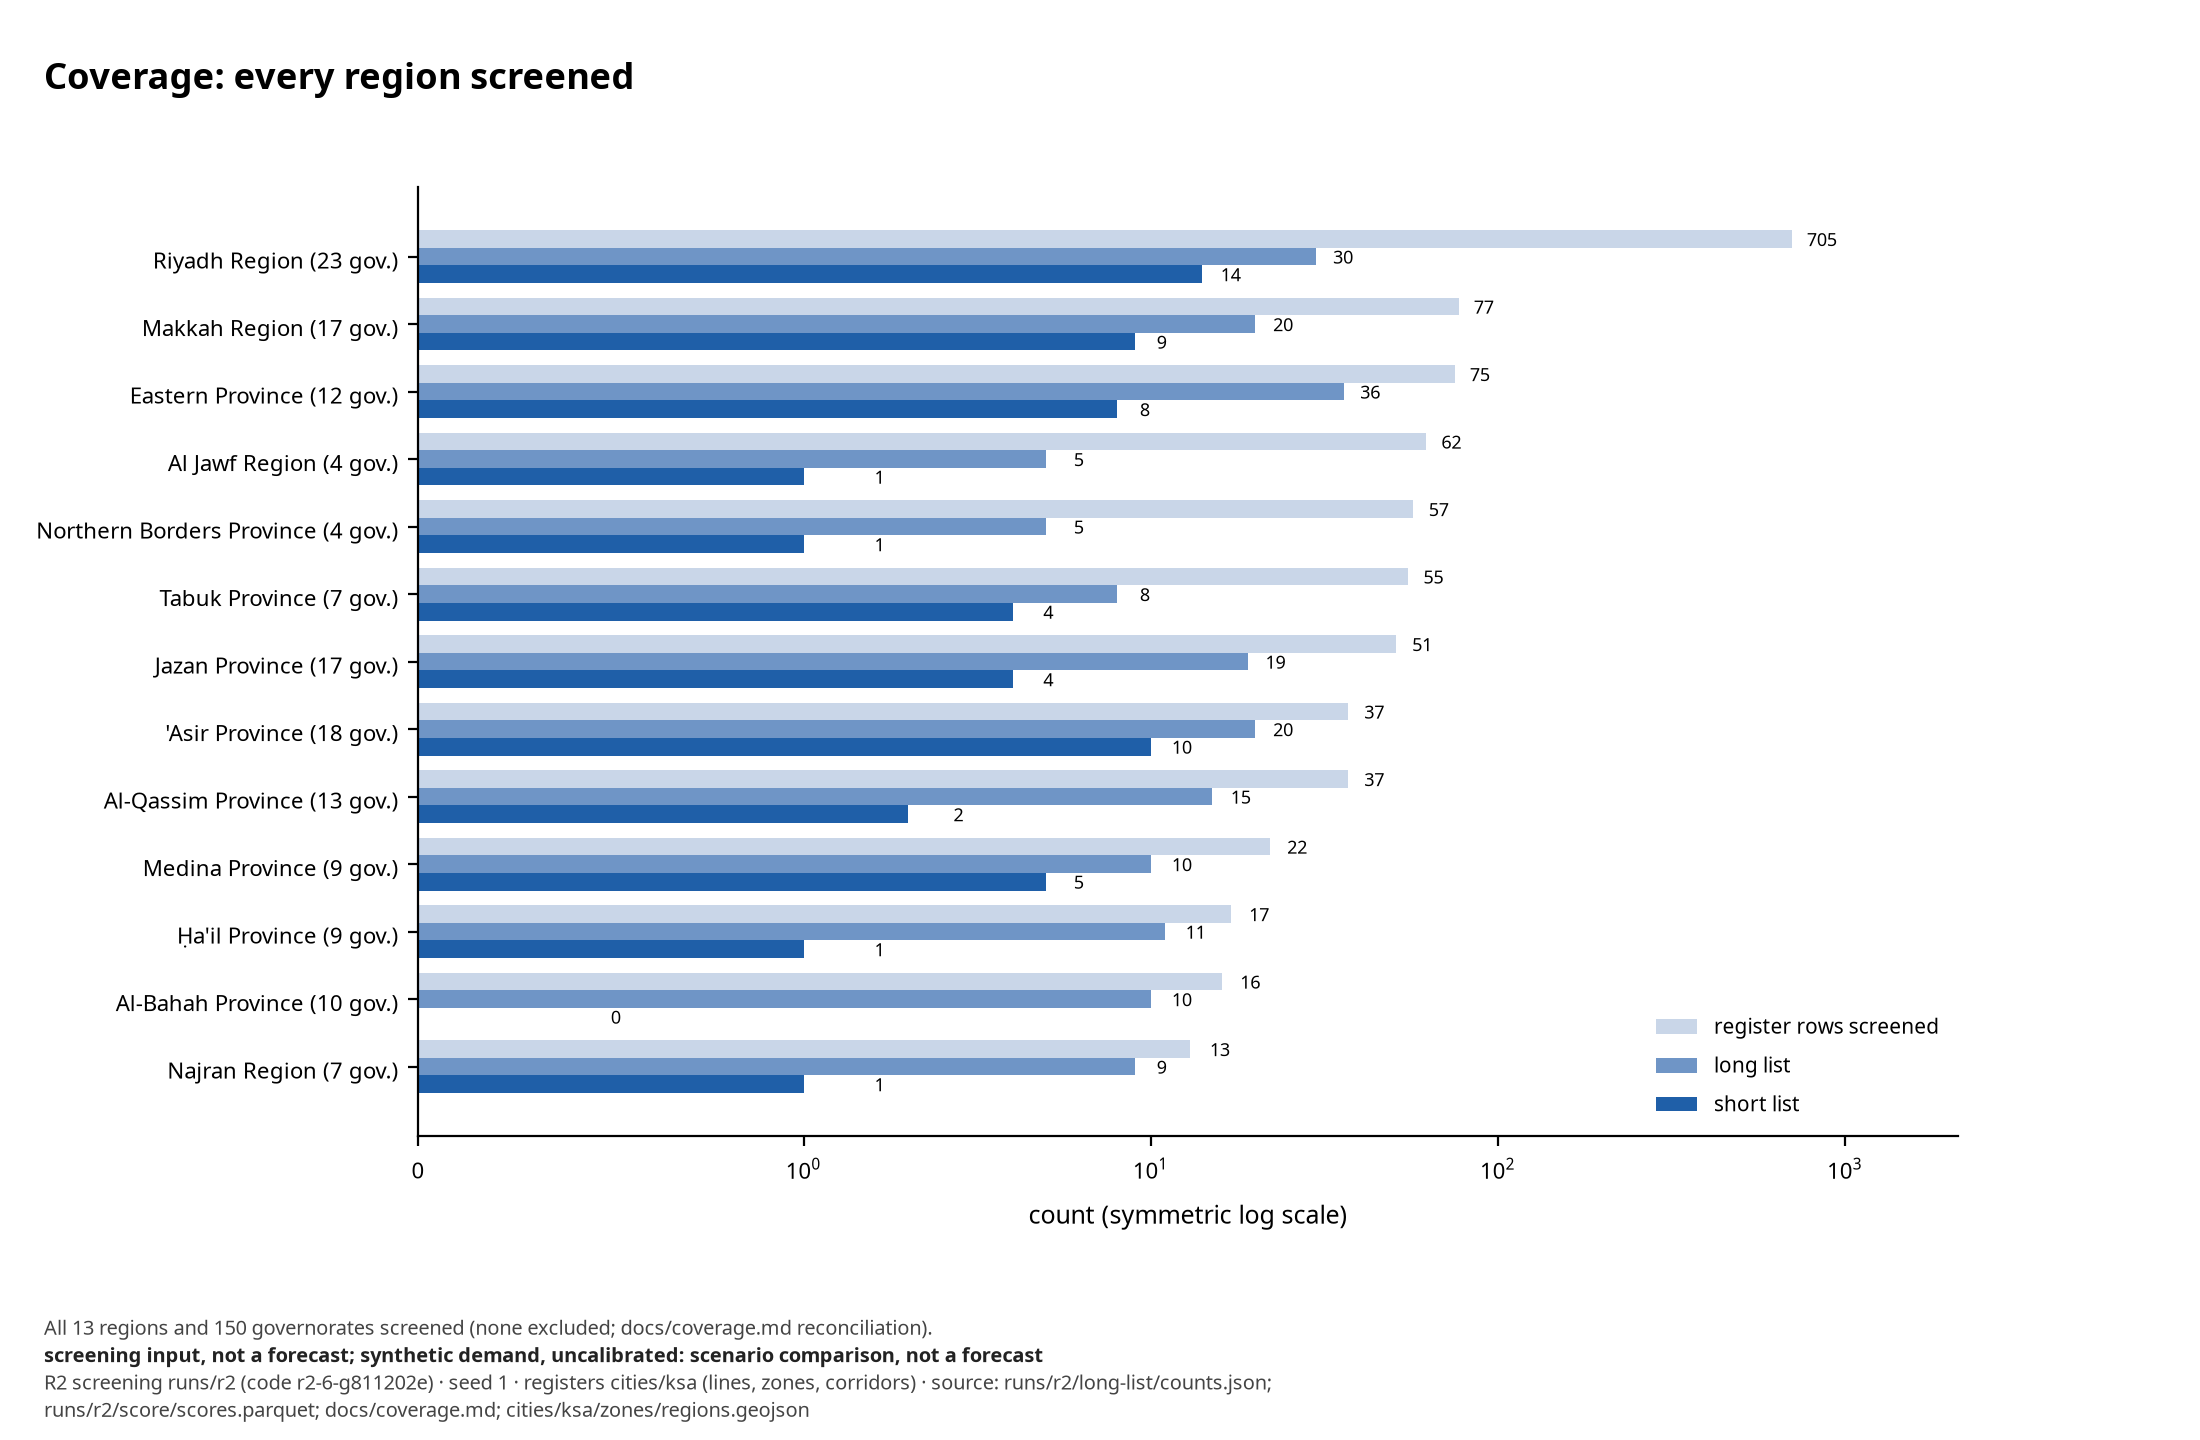 Coverage: every region screened
Riyadh Region (23 gov.)
705
30
14
Makkah Region (17 gov.)
77
20
9
Eastern Province (12 gov.)
75
36
8
Al Jawf Region (4 gov.)
62
5
1
Northern Borders Province (4 gov.)
57
5
1
Tabuk Province (7 gov.)
55
8
4
Jazan Province (17 gov.)
51
19
4
'Asir Province (18 gov.)
37
20
10
Al-Qassim Province (13 gov.)
37
15
2
Medina Province (9 gov.)
22
10
5
Ḥa'il Province (9 gov.)
17
11
1
Al-Bahah Province (10 gov.)
16
10
0
Najran Region (7 gov.)
13
9
1
register rows screened
long list
short list
0 10⁰ 10¹ 10² 10³
count (symmetric log scale)
All 13 regions and 150 governorates screened (none excluded; docs/coverage.md reconciliation).
screening input, not a forecast; synthetic demand, uncalibrated: scenario comparison, not a forecast
R2 screening runs/r2 (code r2-6-g811202e) · seed 1 · registers cities/ksa (lines, zones, corridors) · source: runs/r2/long-list/counts.json;
runs/r2/score/scores.parquet; docs/coverage.md; cities/ksa/zones/regions.geojson